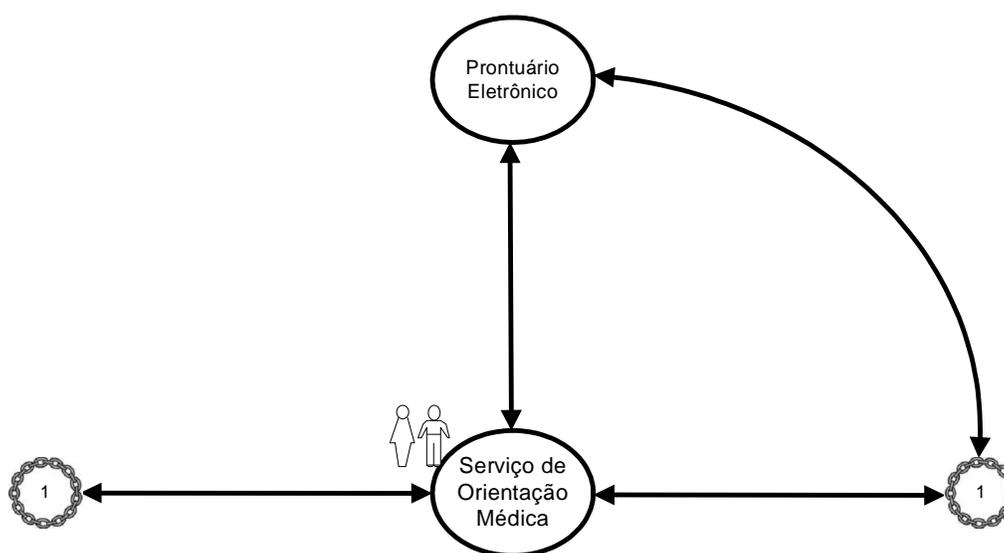 Prontuário
Eletrônico
Serviço de
Orientação
Médica
1
1